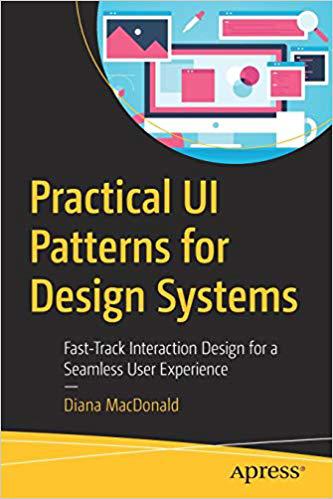 Practical UI
Patterns for
Design Systems
Fast-Track Interaction Design for a
Seamless User Experience
—
Diana MacDonald
Apress®